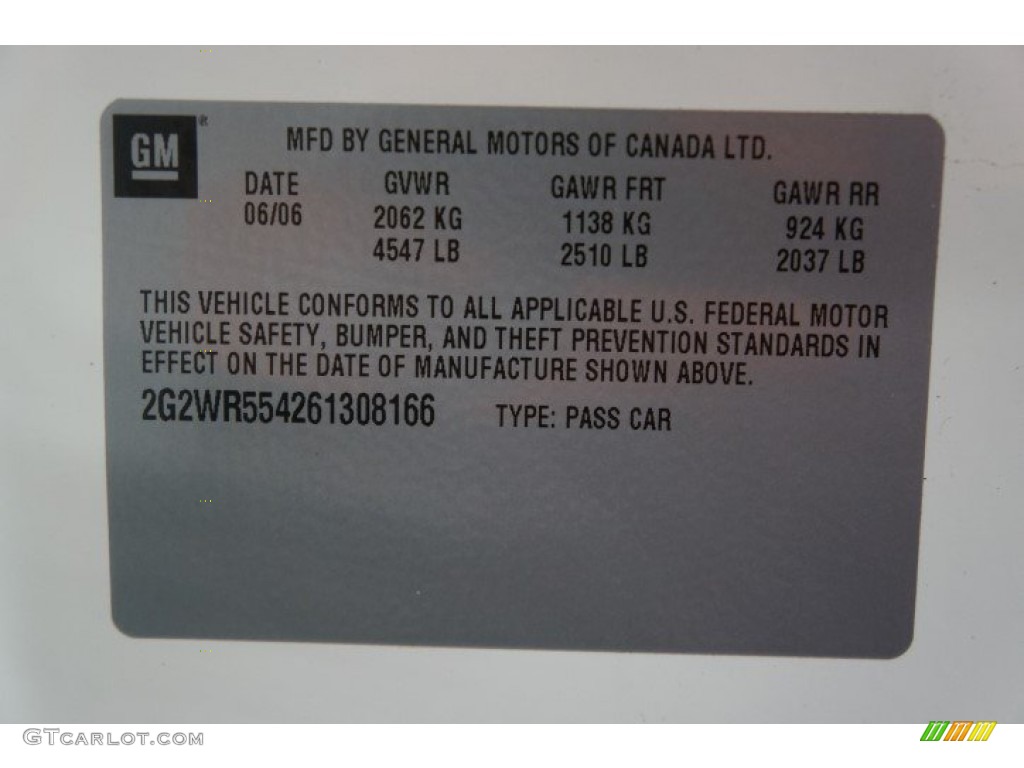 GM®
MFD BY GENERAL MOTORS OF CANADA LTD.
DATE GVWR GAWR FRT GAWR RR
06/06 2062 KG 1138 KG 924 KG
4547 LB 2510 LB 2037 LB
THIS VEHICLE CONFORMS TO ALL APPLICABLE U.S. FEDERAL MOTOR
VEHICLE SAFETY, BUMPER, AND THEFT PREVENTION STANDARDS IN
EFFECT ON THE DATE OF MANUFACTURE SHOWN ABOVE.
2G2WR554261308166 TYPE: PASS CAR
GTCARLOT.COM